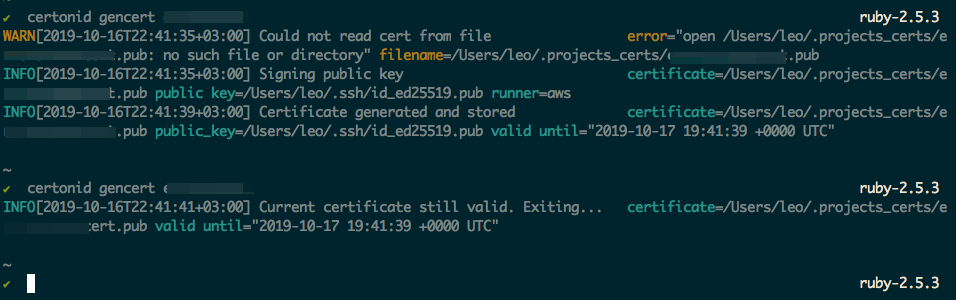 ✔ certonid gencert ruby-2.5.3
WARN[2019-10-16T22:41:35+03:00] Could not read cert from file error="open /Users/leo/.projects_certs/e
.pub: no such file or directory" filename=/Users/leo/.projects_certs/ .pub
INFO[2019-10-16T22:41:35+03:00] Signing public key certificate=/Users/leo/.projects_certs/e
.pub public key=/Users/leo/.ssh/id_ed25519.pub runner=aws
INFO[2019-10-16T22:41:39+03:00] Certificate generated and stored certificate=/Users/leo/.projects_certs/e
.pub public_key=/Users/leo/.ssh/id_ed25519.pub valid until="2019-10-17 19:41:39 +0000 UTC"
~
✔ certonid gencert ruby-2.5.3
INFO[2019-10-16T22:41:41+03:00] Current certificate still valid. Exiting... certificate=/Users/leo/.projects_certs/e
cert.pub valid until="2019-10-17 19:41:39 +0000 UTC"
~
✔ ruby-2.5.3